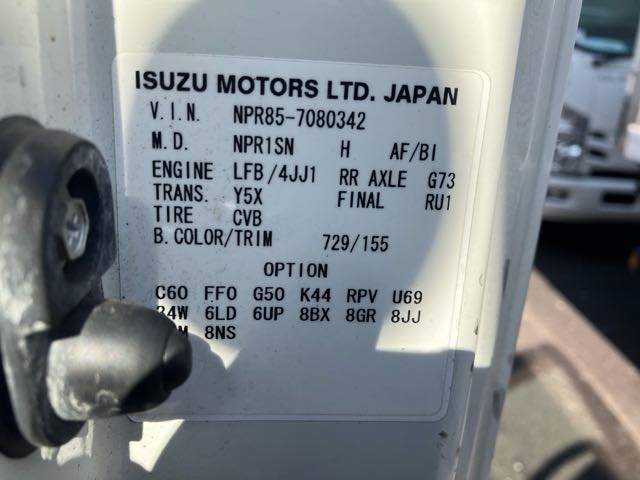 ISUZU MOTORS LTD. JAPAN
V.I.N. NPR85-7080342
M.D. NPR1SN H AF/BI
ENGINE LFB/4JJ1 RR AXLE G73
TRANS. Y5X FINAL RU1
TIRE CVB
B.COLOR/TRIM 729/155
OPTION
C60 FF0 G50 K44 RPV U69
6LD 6UP 8BX 8GR 8JJ
8NS